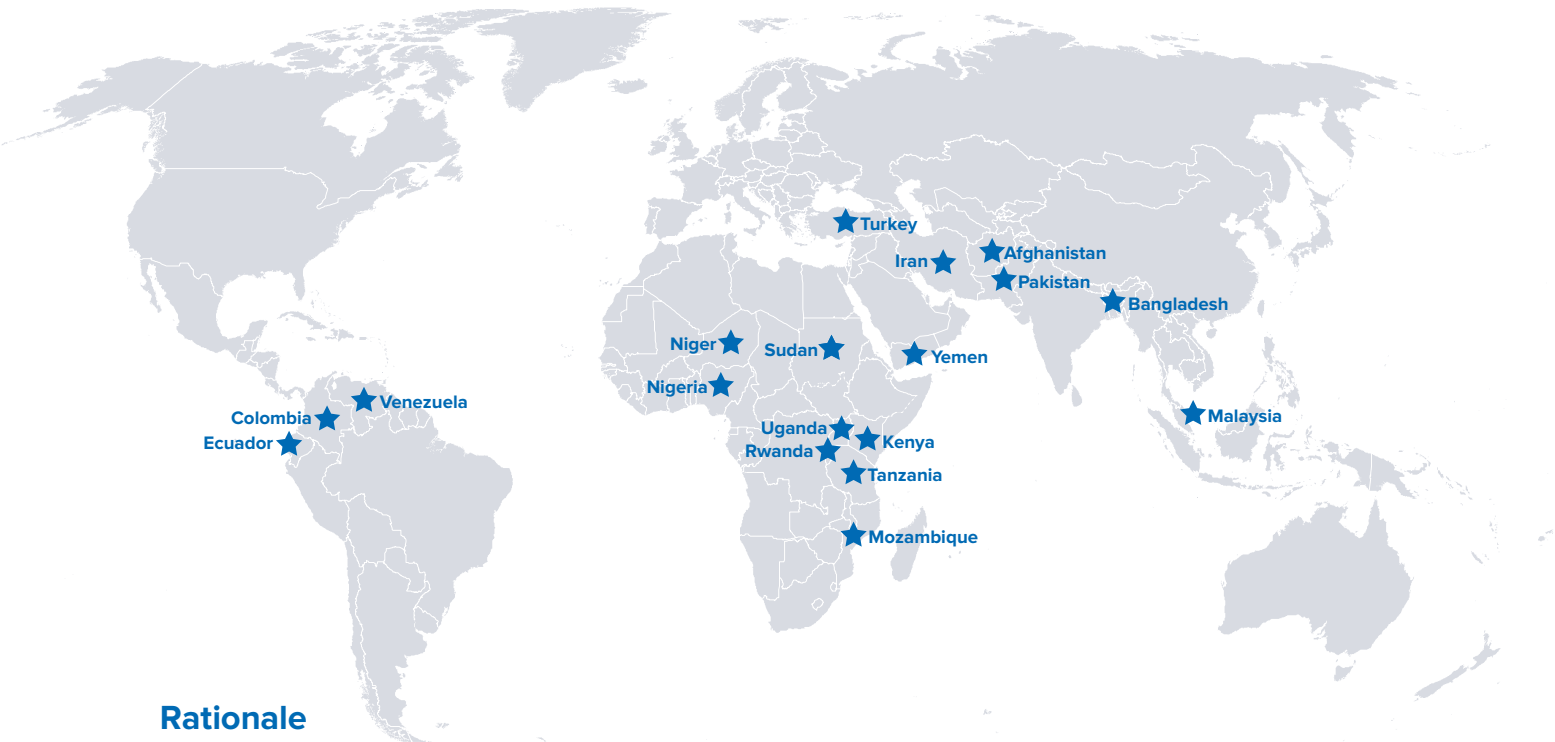 Turkey
Afghanistan
Iran
Pakistan
Bangladesh
Niger
Sudan
Yemen
Nigeria
Venezuela
Colombia
Malaysia
Ecuador
Uganda
Kenya
Rwanda
Tanzania
Mozambique
Rationale